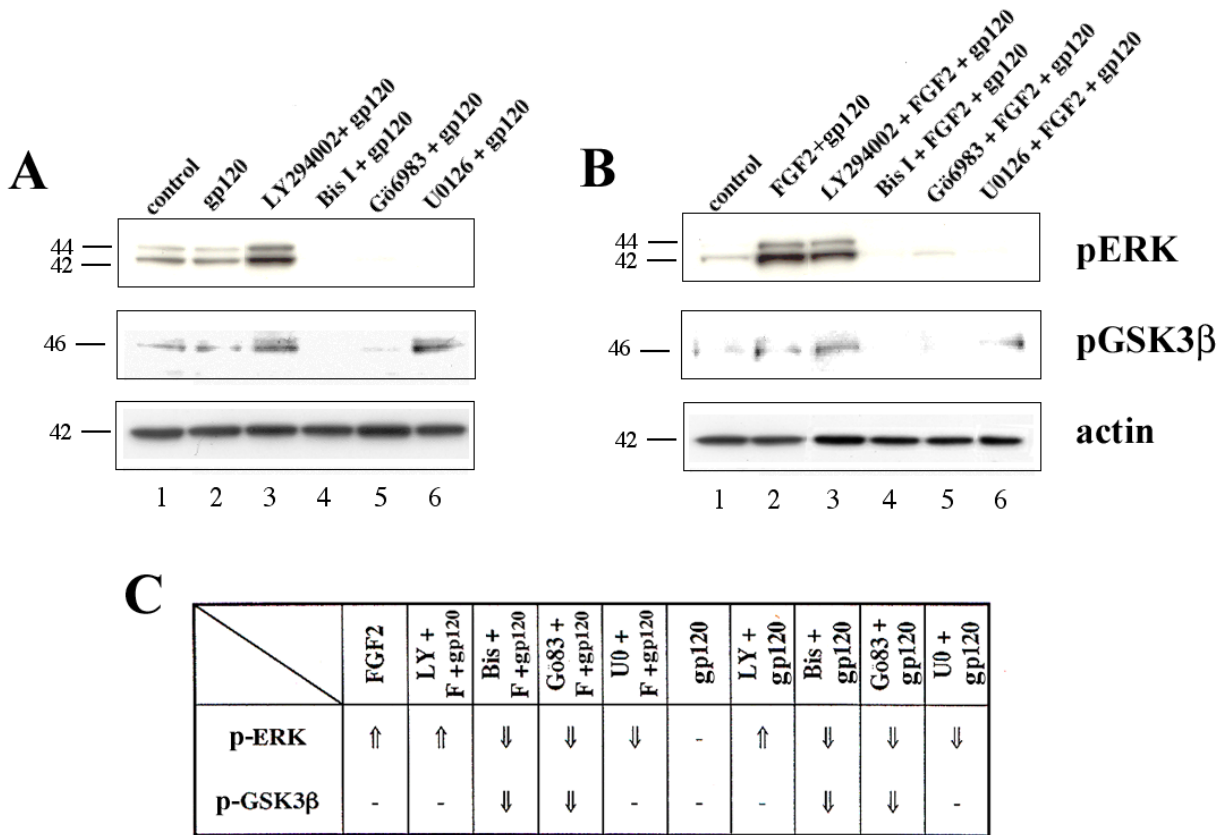 A
control
gp120
LY294002+ gp120
Bis I + gp120
Gö6983 + gp120
U0126 + gp120
44
42
46
42
1 2 3 4 5 6
B
control
FGF2+gp120
LY294002 + FGF2 + gp120
Bis I + FGF2 + gp120
Gö6983 + FGF2 + gp120
U0126 + FGF2 + gp120
44
42
pERK
46
pGSK3β
42
actin
1 2 3 4 5 6
C
FGF2
LY +
F +gp120
Bis +
F +gp120
Gö83 +
F +gp120
U0 +
F +gp120
gp120
LY +
gp120
Bis +
gp120
Gö83 +
gp120
U0 +
gp120
p-ERK ⇑ ⇑ ⇓ ⇓ ⇓ - ⇑ ⇓ ⇓ ⇓
p-GSK3β - - ⇓ ⇓ - - - ⇓ ⇓ -